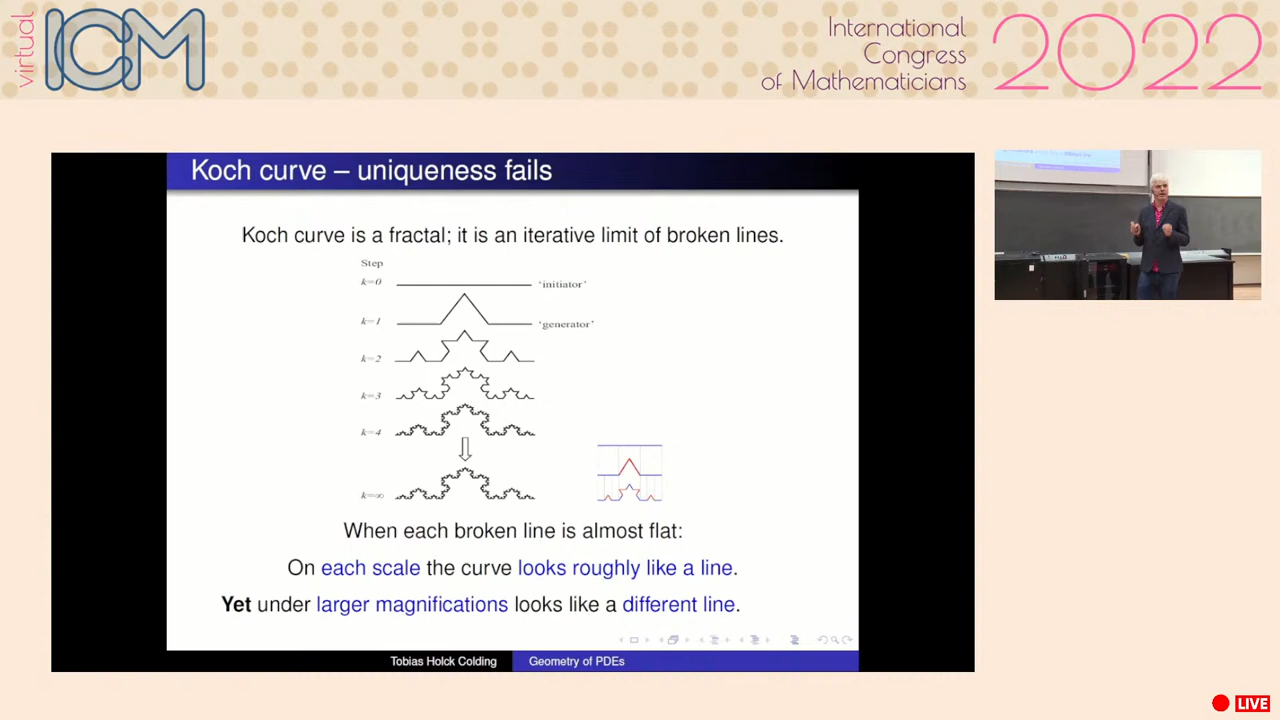 virtual
ICM
International
Congress
of Mathematicians
2022
Koch curve – uniqueness fails
Koch curve is a fractal; it is an iterative limit of broken lines.
Step
k=0
'initiator'
k=1
'generator'
k=2
k=3
k=4
k=∞
When each broken line is almost flat:
On each scale the curve looks roughly like a line.
Yet under larger magnifications looks like a different line.
Tobias Holck Colding
Geometry of PDEs
LIVE